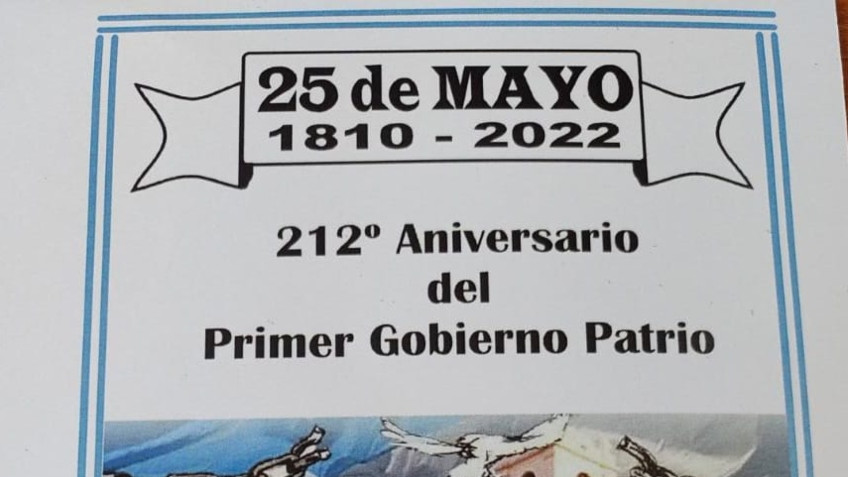 25 de MAYO
1810 - 2022
212º Aniversario
del
Primer Gobierno Patrio